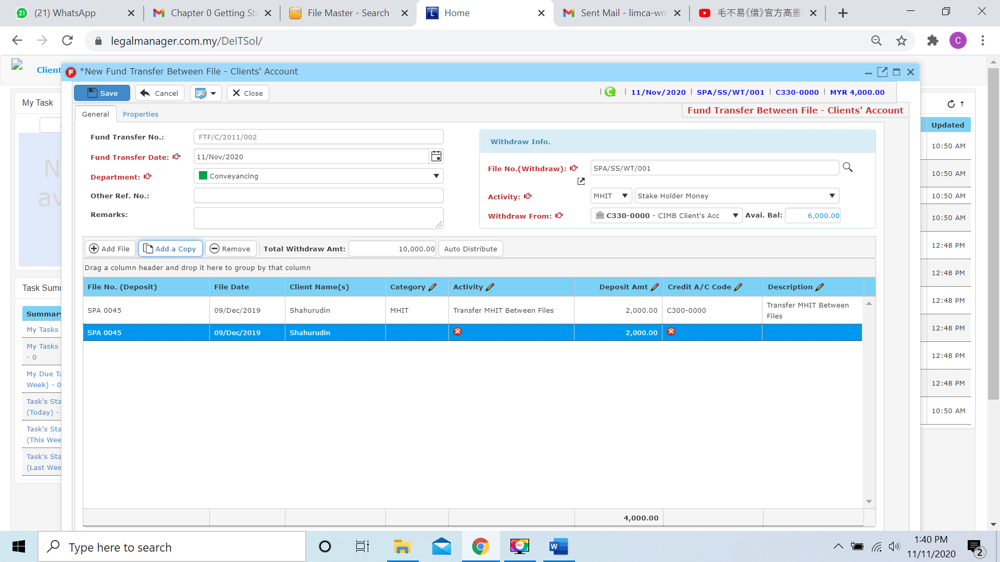 21 (21) WhatsApp
Chapter 0 Getting Sta
File Master - Search
L Home
Sent Mail - limca-wm
毛不易《借》官方高畫
legalmanager.com.my/DeITSol/
C
Client
F *New Fund Transfer Between File - Clients' Account
Save
Cancel
Close
C | 11/Nov/2020 | SPA/SS/WT/001 | C330-0000 | MYR 4,000.00
General
Properties
Fund Transfer Between File - Clients' Account
Fund Transfer No.: FTF/C/2011/002
Fund Transfer Date: 11/Nov/2020
Department: Conveyancing
Other Ref. No.:
Remarks:
Withdraw Info.
File No.(Withdraw): SPA/SS/WT/001
Activity: MHIT Stake Holder Money
Withdraw From: C330-0000 - CIMB Client's Acc Avai. Bal: 6,000.00
Add File
Add a Copy
Remove
Total Withdraw Amt: 10,000.00
Auto Distribute
Drag a column header and drop it here to group by that column
File No. (Deposit) File Date Client Name(s) Category Activity Deposit Amt Credit A/C Code Description
SPA 0045 09/Dec/2019 Shahurudin MHIT Transfer MHIT Between Files 2,000.00 C300-0000 Transfer MHIT Between
Files
SPA 0045 09/Dec/2019 Shahurudin 2,000.00
4,000.00
My Task
N
av
Task Summ
Summary
My Tasks
My Tasks
- 0
My Due Ta
Week) - 0
Task's Sta
(Today) -
Task's Sta
(This Wee
Task's Sta
(Last Wee
Updated
10:50 AM
10:50 AM
10:50 AM
10:50 AM
12:48 PM
12:48 PM
12:48 PM
12:48 PM
12:48 PM
12:48 PM
10:50 AM
Type here to search
REC
W
1:40 PM
11/11/2020
2